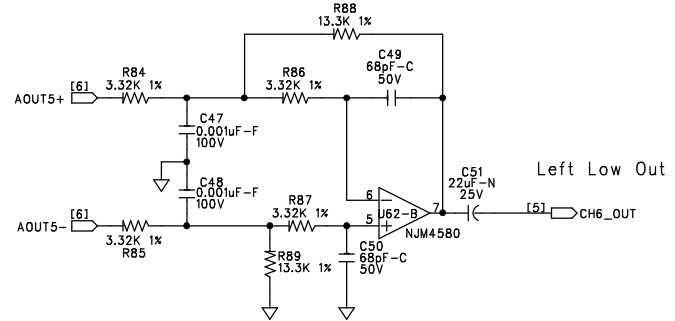 R88
13.3K 1%
C49
68pF-C
50V
[6]
R84
3.32K 1%
R86
3.32K 1%
AOUT5+
C47
0.001uF-F
100V
C48
0.001uF-F
100V
[6]
AOUT5-
3.32K 1%
R85
R87
3.32K 1%
R89
13.3K 1%
C50
68pF-C
50V
6
5
7
U62-B
NJM4580
C51
22uF-N
25V
Left Low Out
[5]
CH6_OUT